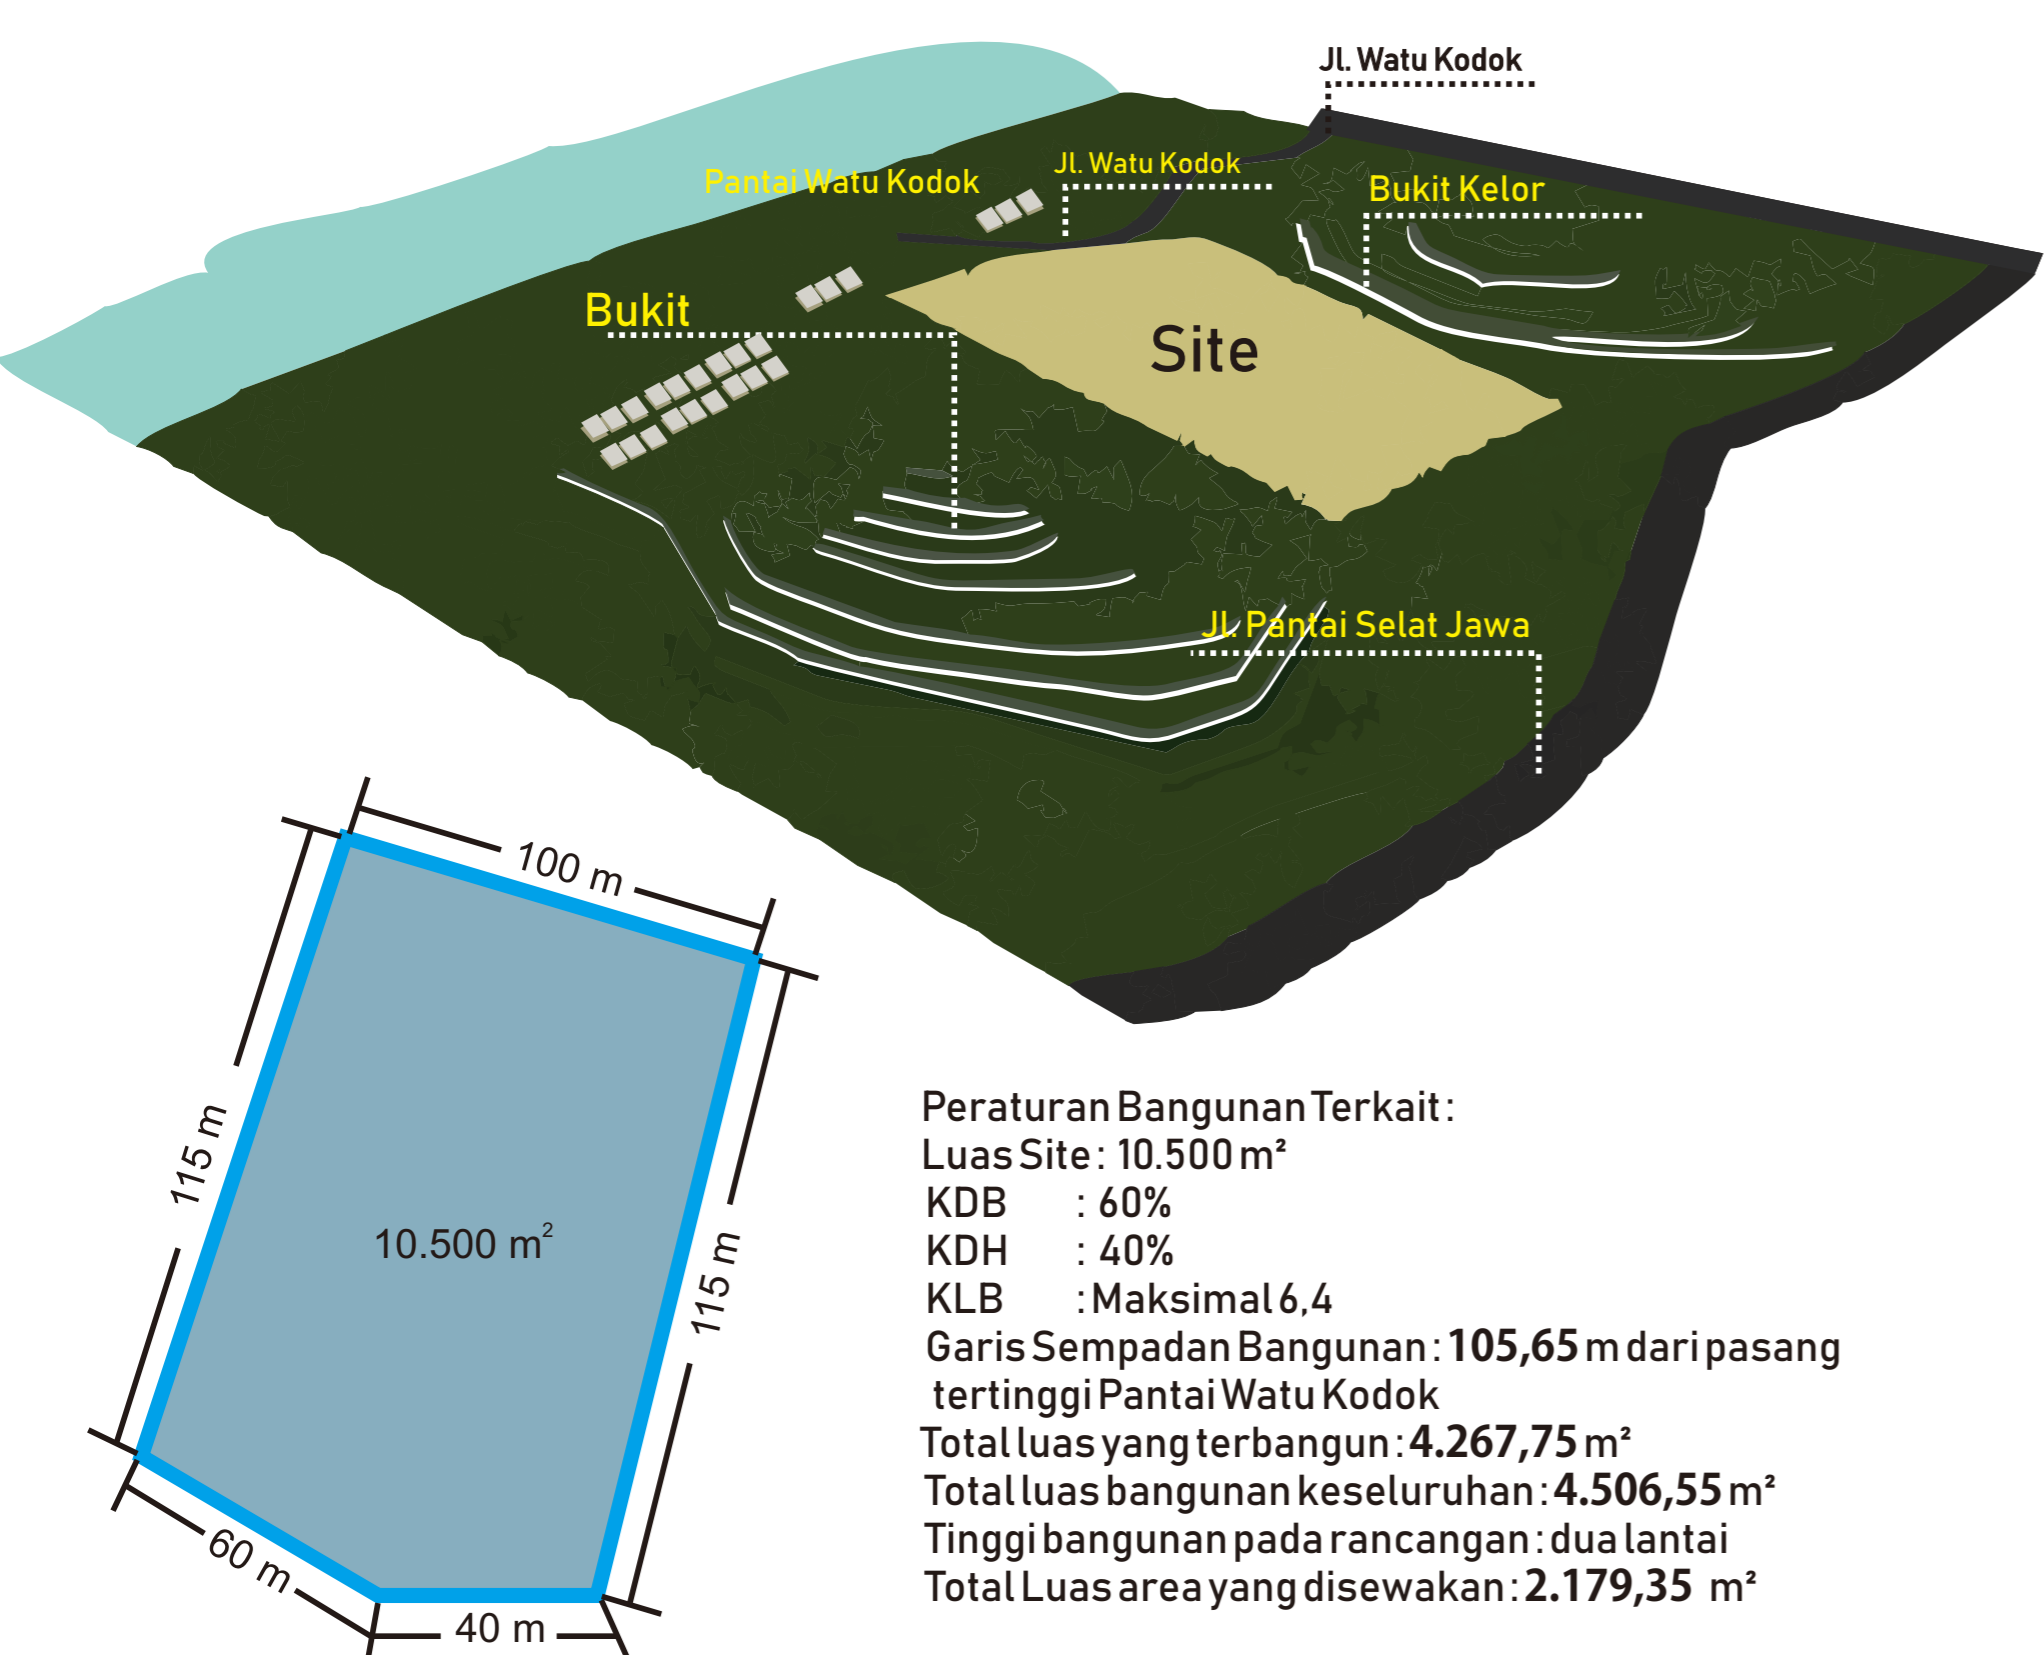 Jl. Watu Kodok
Pantai Watu Kodok
Jl. Watu Kodok
Bukit Kelor
Bukit
Site
Jl. Pantai Selat Jawa
100 m
115 m
10.500 m²
115 m
60 m
40 m
Peraturan Bangunan Terkait :
Luas Site : 10.500 m²
KDB : 60%
KDH : 40%
KLB : Maksimal 6,4
Garis Sempadan Bangunan : 105,65 m dari pasang
tertinggi Pantai Watu Kodok
Total luas yang terbangun : 4.267,75 m²
Total luas bangunan keseluruhan : 4.506,55 m²
Tinggi bangunan pada rancangan : dua lantai
Total Luas area yang disewakan : 2.179,35 m²